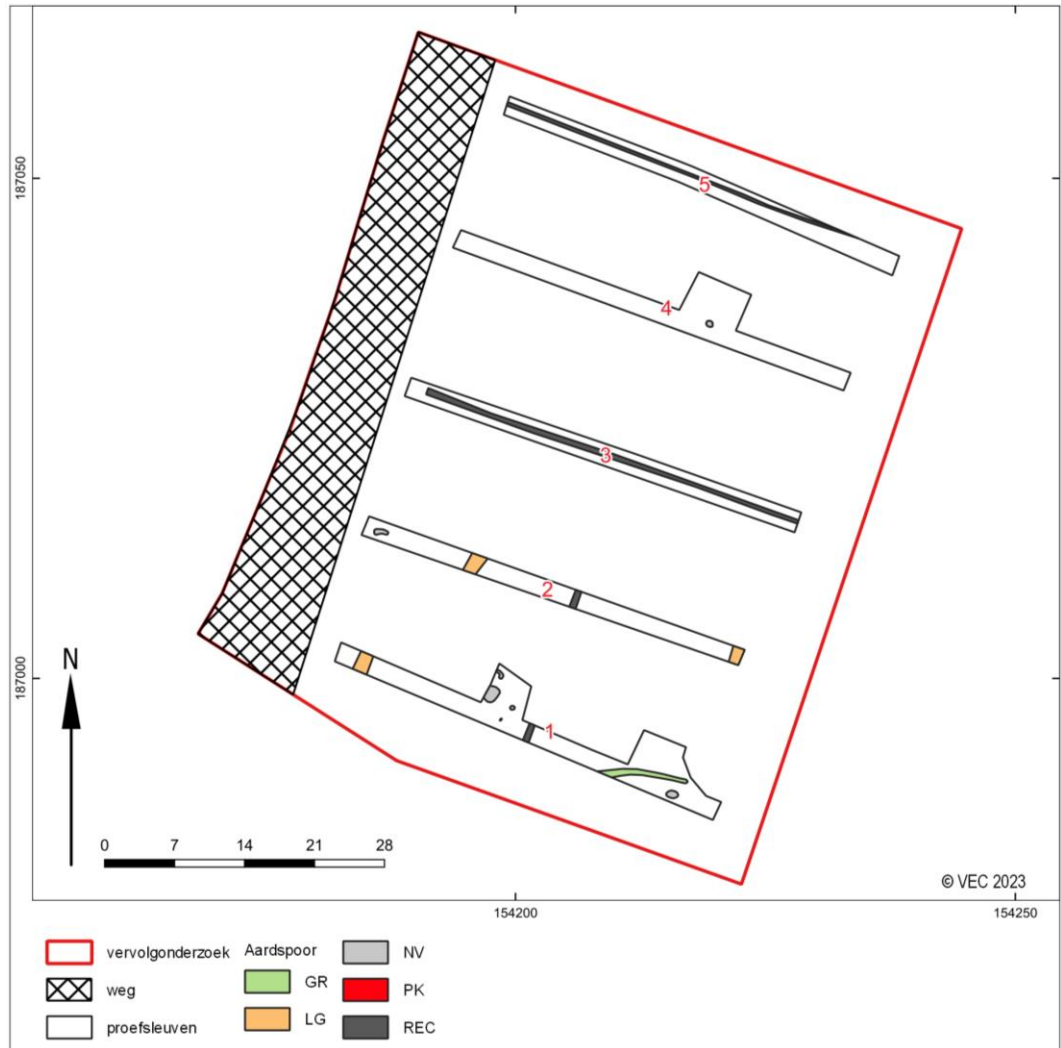 187050
5
4
3
2
187000
1
N
0 7 14 21 28
© VEC 2023
154200 154250
vervolgonderzoek Aardspoor NV
weg GR PK
proefsleuven LG REC